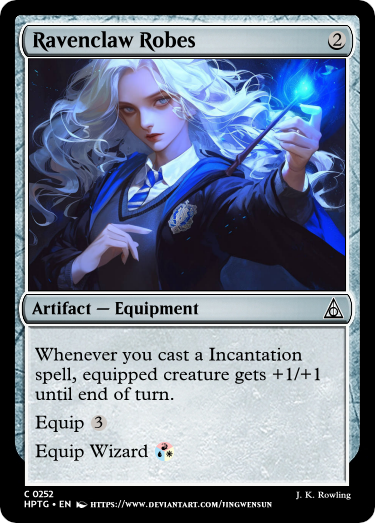 Ravenclaw Robes 2
Artifact — Equipment
Whenever you cast a Incantation
spell, equipped creature gets +1/+1
until end of turn.
Equip 3
Equip Wizard
C 0252
J. K. Rowling
HPTG • EN HTTPS://WWW.DEVIANTART.COM/JINGWENSUN